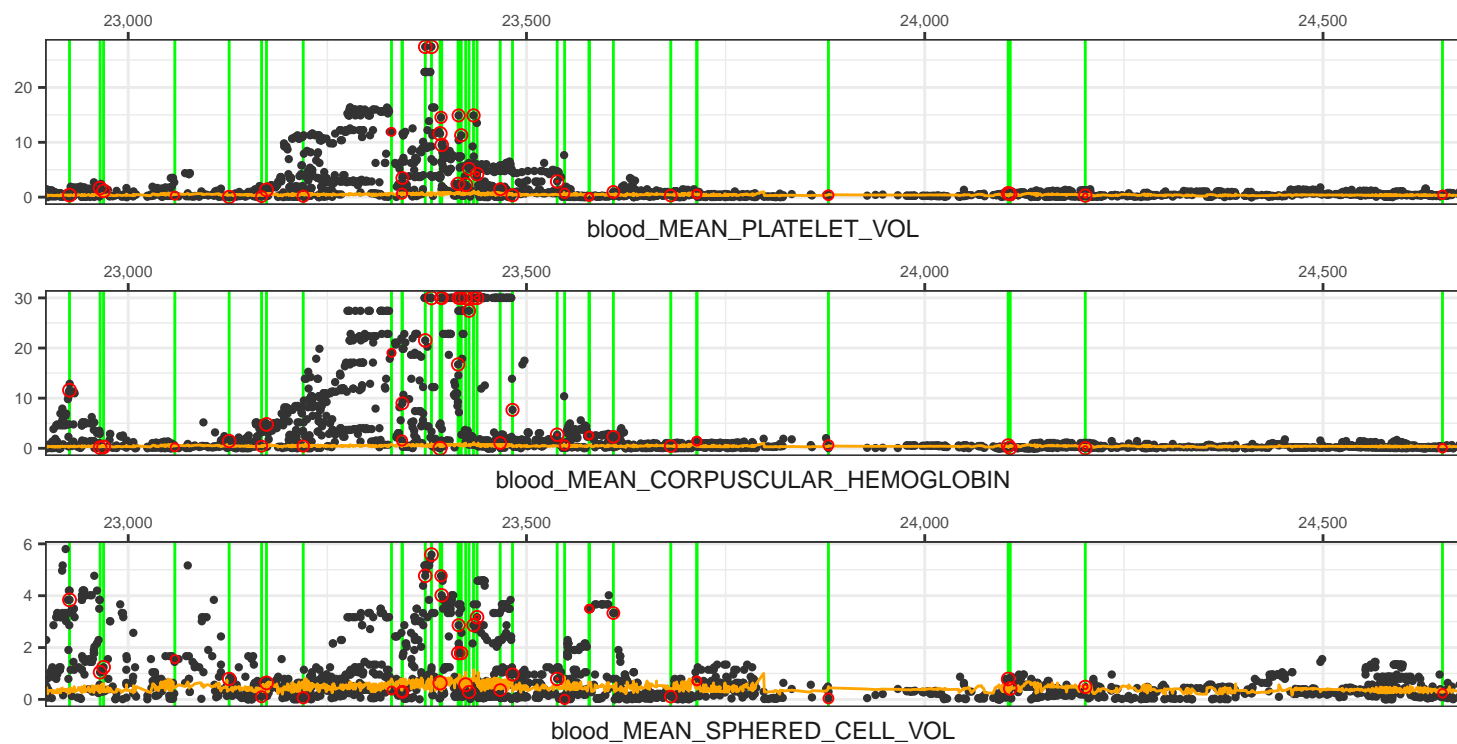 23,000 23,500 24,000 24,500
20
10
0
blood_MEAN_PLATELET_VOL
23,000 23,500 24,000 24,500
30
20
10
0
blood_MEAN_CORPUSCULAR_HEMOGLOBIN
23,000 23,500 24,000 24,500
6
4
2
0
blood_MEAN_SPHERED_CELL_VOL